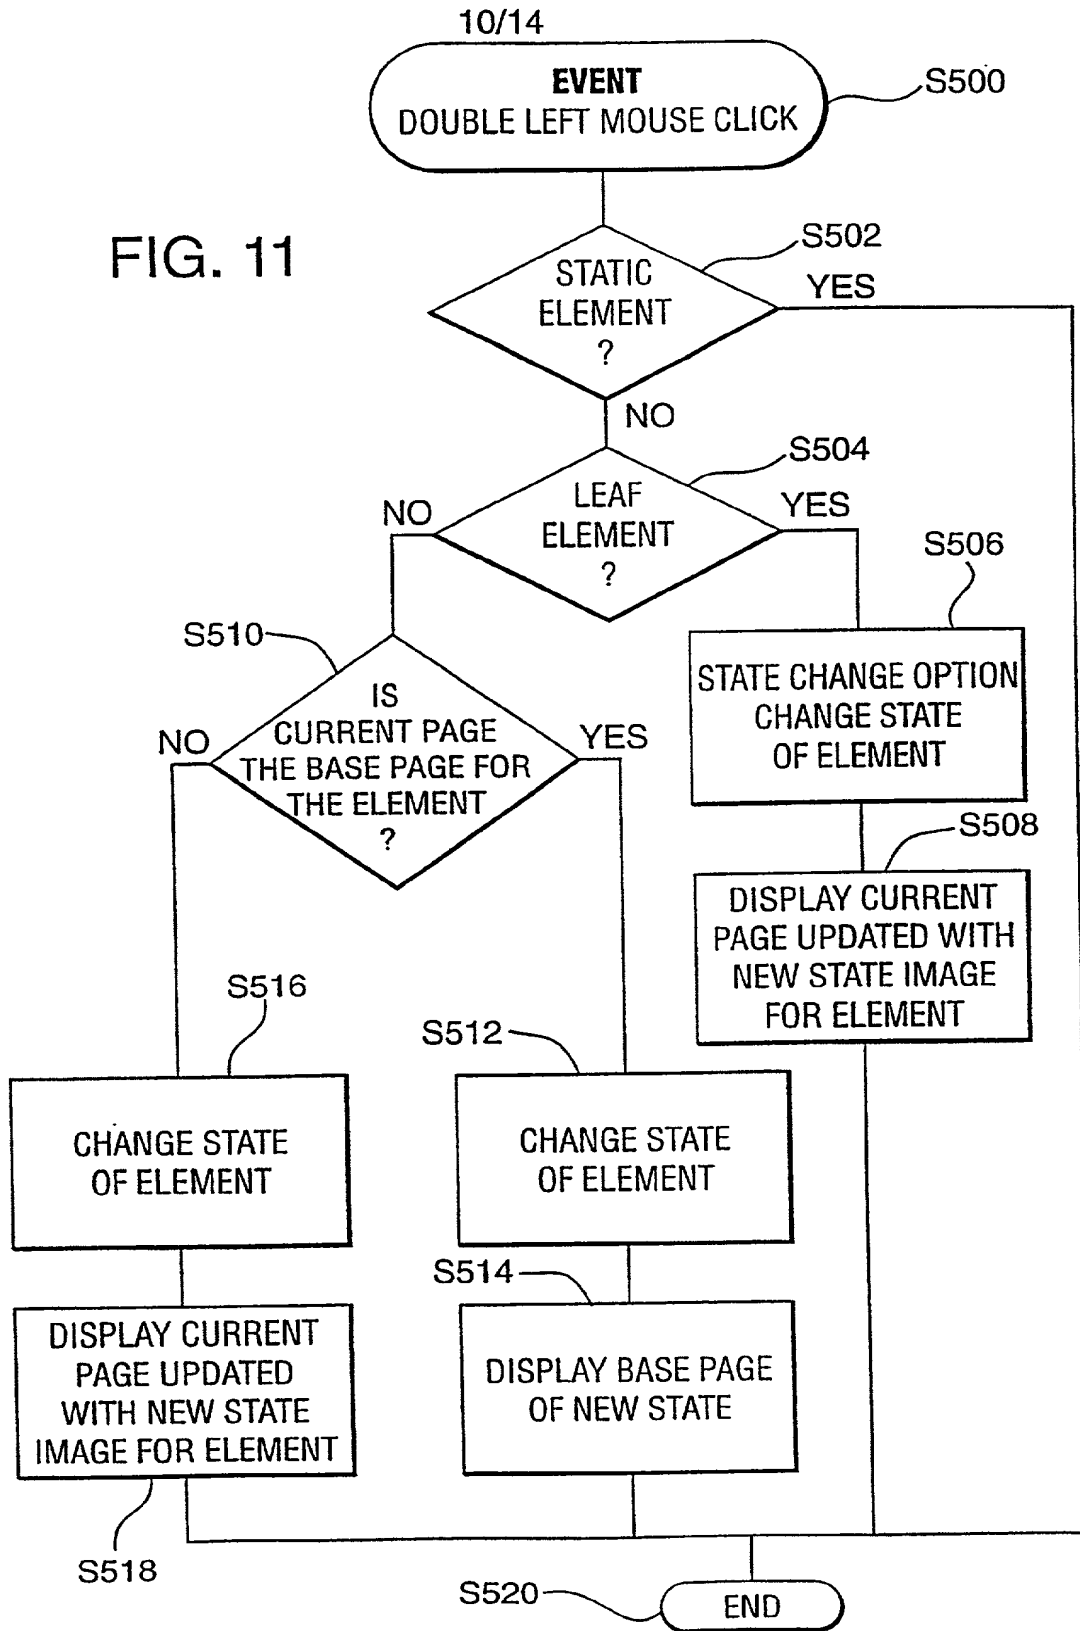 10/14
EVENT
DOUBLE LEFT MOUSE CLICK
S500
FIG. 11
S502
STATIC
ELEMENT
?
YES
NO
S504
LEAF
ELEMENT
?
NO
YES
S506
STATE CHANGE OPTION
CHANGE STATE
OF ELEMENT
S510
IS
CURRENT PAGE
THE BASE PAGE FOR
THE ELEMENT
?
NO
YES
S508
DISPLAY CURRENT
PAGE UPDATED WITH
NEW STATE IMAGE
FOR ELEMENT
S516
CHANGE STATE
OF ELEMENT
S512
CHANGE STATE
OF ELEMENT
S514
DISPLAY BASE PAGE
OF NEW STATE
DISPLAY CURRENT
PAGE UPDATED
WITH NEW STATE
IMAGE FOR ELEMENT
S518
S520
END